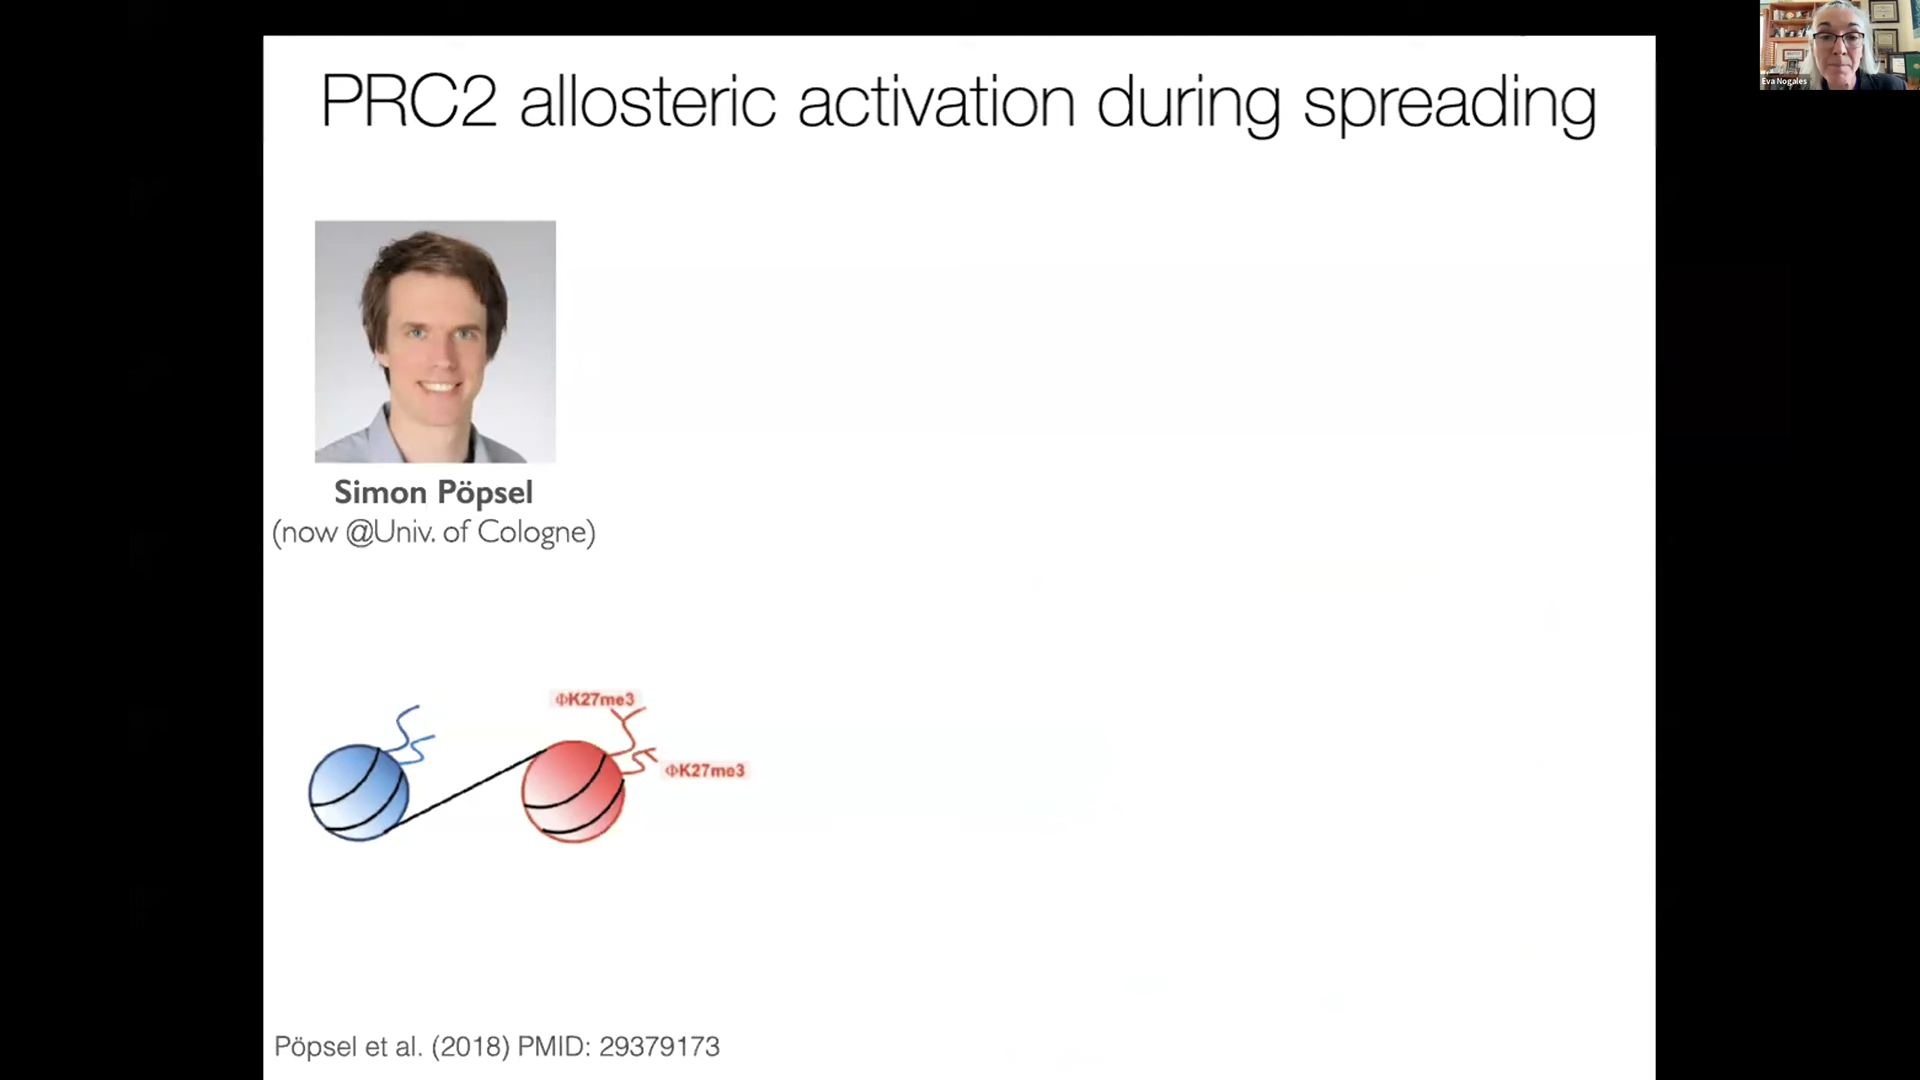 PRC2 allosteric activation during spreading
Eva Nogales
Simon Pöpsel
(now @Univ. of Cologne)
ΦK27me3
ΦK27me3
Pöpsel et al. (2018) PMID: 29379173